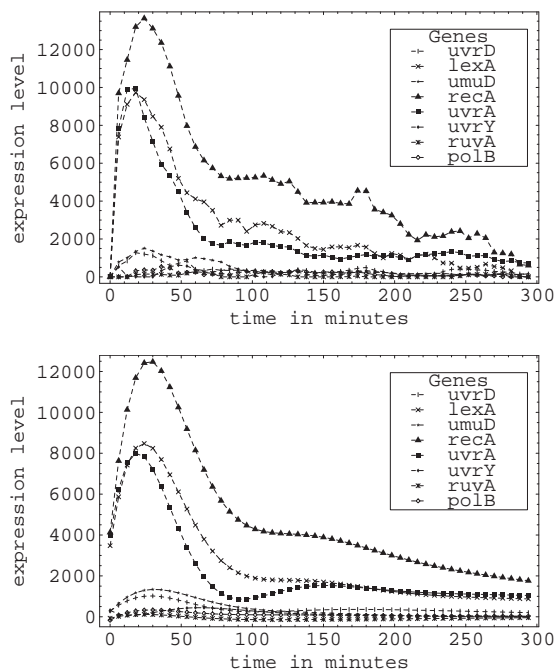 12000
10000
8000
6000
4000
2000
0
expression level
Genes
uvrD
lexA
umuD
recA
uvrA
uvrY
ruvA
polB
0 50 100 150 200 250 300
time in minutes
12000
10000
8000
6000
4000
2000
0
expression level
Genes
uvrD
lexA
umuD
recA
uvrA
uvrY
ruvA
polB
0 50 100 150 200 250 300
time in minutes